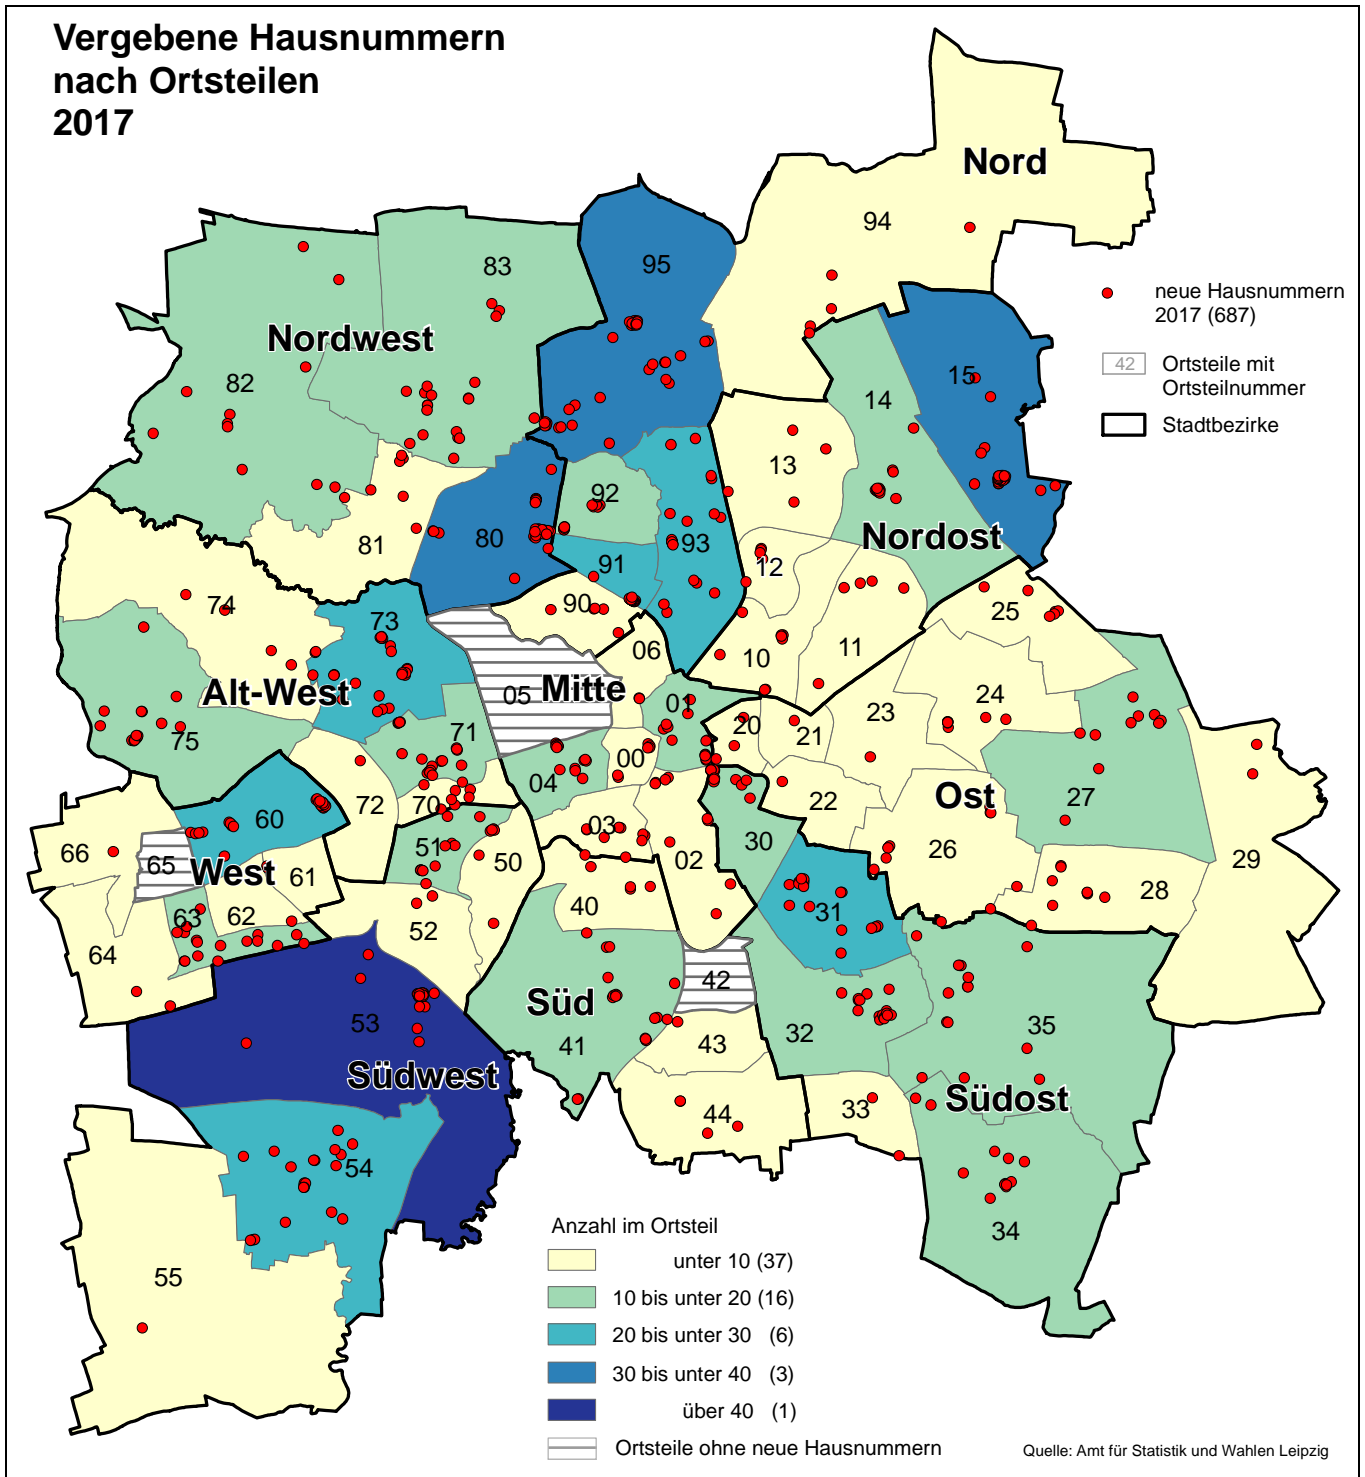 Vergebene Hausnummern
nach Ortsteilen
2017
Nord
94
95
83
neue Hausnummern
2017 (687)
Nordwest
42 Ortsteile mit
Ortsteilnummer
82
15
14
Stadtbezirke
13
92
Nordost
80
81
93
91
12
74
90
25
73
06
10
11
Alt-West
05
Mitte
01
24
23
75
71
20
21
00
04
Ost
27
72
70
22
60
03
30
26
66
65
West
51
50
02
29
61
28
63
62
40
31
52
64
42
Süd
53
32
35
41
43
Südwest
Südost
33
44
54
34
55
Anzahl im Ortsteil
unter 10 (37)
10 bis unter 20 (16)
20 bis unter 30 (6)
30 bis unter 40 (3)
über 40 (1)
Ortsteile ohne neue Hausnummern
Quelle: Amt für Statistik und Wahlen Leipzig